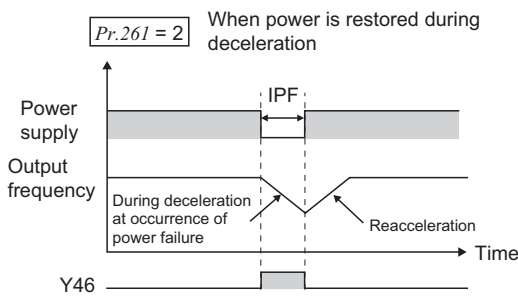 Pr.261 = 2
When power is restored during
deceleration
IPF
Power
supply
Output
frequency
During deceleration
at occurrence of
power failure
Reacceleration
Time
Y46